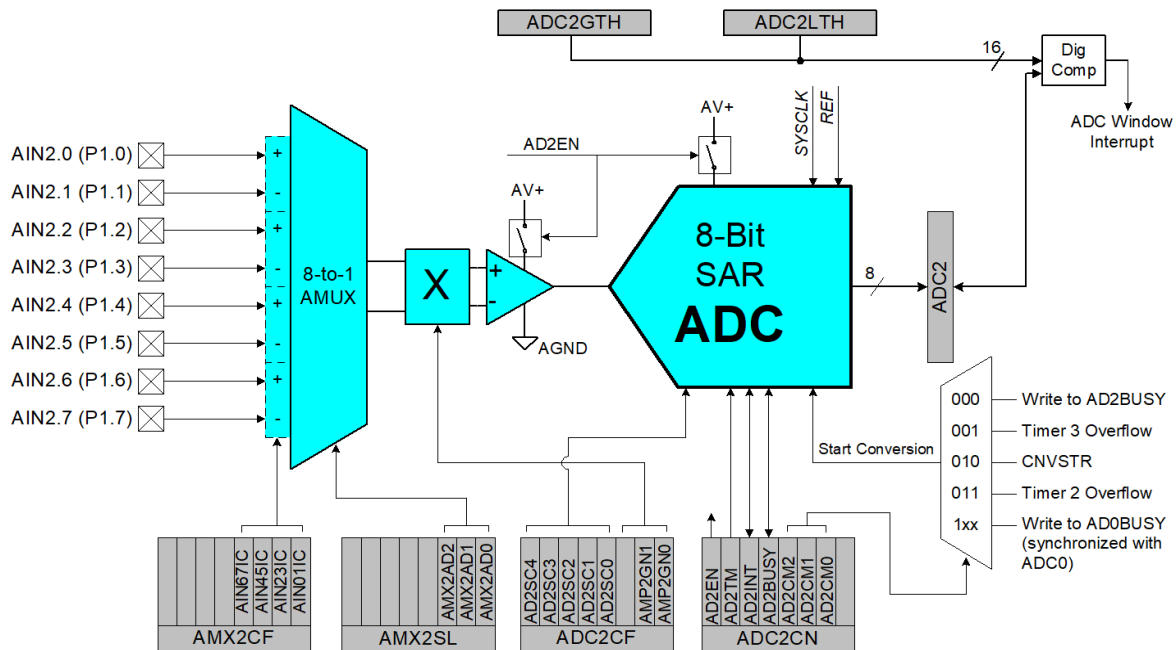 ADC2GTH
ADC2LTH
16
Dig
Comp
ADC Window
Interrupt
AV+
SYSCLK
REF
AD2EN
AV+
AIN2.0 (P1.0)
+
AIN2.1 (P1.1)
-
AIN2.2 (P1.2)
+
AIN2.3 (P1.3)
-
AIN2.4 (P1.4)
+
AIN2.5 (P1.5)
-
AIN2.6 (P1.6)
+
AIN2.7 (P1.7)
-
8-to-1
AMUX
X
+
-
AGND
8-Bit
SAR
ADC
8
ADC2
Start Conversion
000
Write to AD2BUSY
001
Timer 3 Overflow
010
CNVSTR
011
Timer 2 Overflow
1xx
Write to AD0BUSY
(synchronized with
ADC0)
AIN67IC
AIN45IC
AIN23IC
AIN01IC
AMX2CF
AMX2AD2
AMX2AD1
AMX2AD0
AMX2SL
AD2SC4
AD2SC3
AD2SC2
AD2SC1
AD2SC0
AMP2GN1
AMP2GN0
ADC2CF
AD2EN
AD2TM
AD2INT
AD2BUSY
AD2CM2
AD2CM1
AD2CM0
ADC2CN